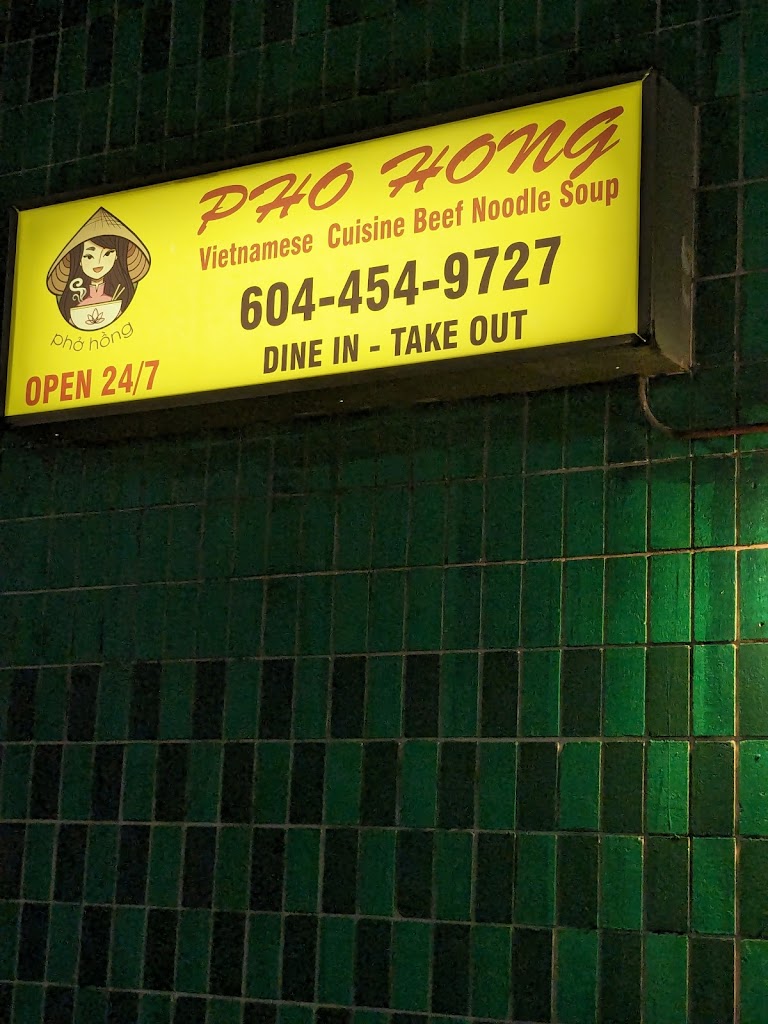 PHO HONG
Vietnamese Cuisine Beef Noodle Soup
604-454-9727
DINE IN - TAKE OUT
phở hồng
OPEN 24/7